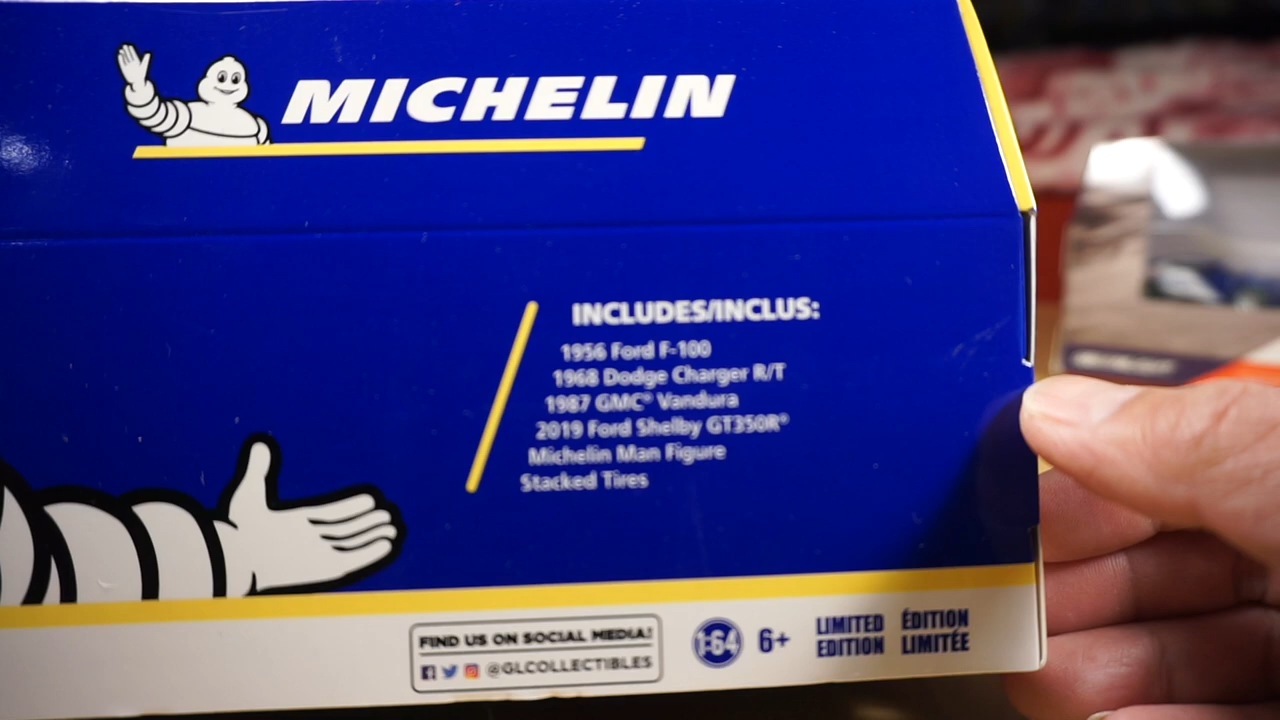 MICHELIN
INCLUDES/INCLUS:
1956 Ford F-100
1968 Dodge Charger R/T
1987 GMC® Vandura
2019 Ford Shelby GT350R®
Michelin Man Figure
Stacked Tires
FIND US ON SOCIAL MEDIA!
@GLCOLLECTIBLES
1:64
6+
LIMITED EDITION
ÉDITION LIMITÉE